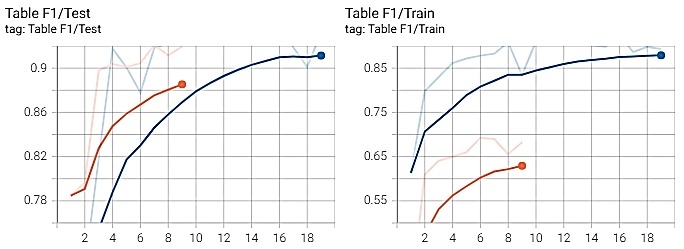 Table F1/Test
tag: Table F1/Test
0.9
0.86
0.82
0.78
2 4 6 8 10 12 14 16 18
Table F1/Train
tag: Table F1/Train
0.85
0.75
0.65
0.55
2 4 6 8 10 12 14 16 18